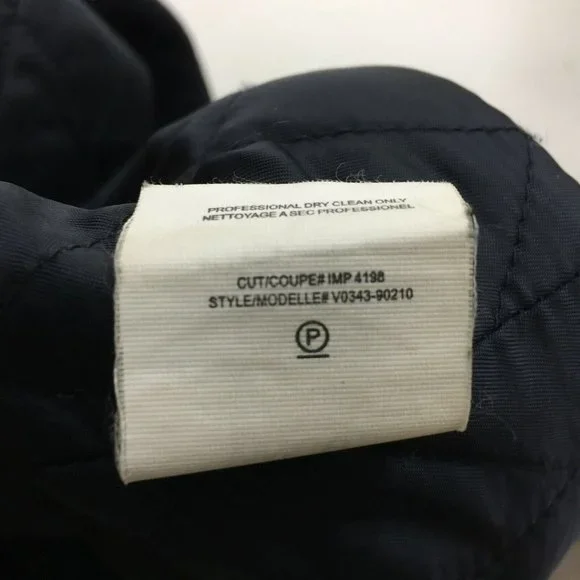 PROFESSIONAL DRY CLEAN ONLY
NETTOYAGE A SEC PROFESSIONEL
CUT/COUPE# IMP 4198
STYLE/MODELLE# V0343-90210
P